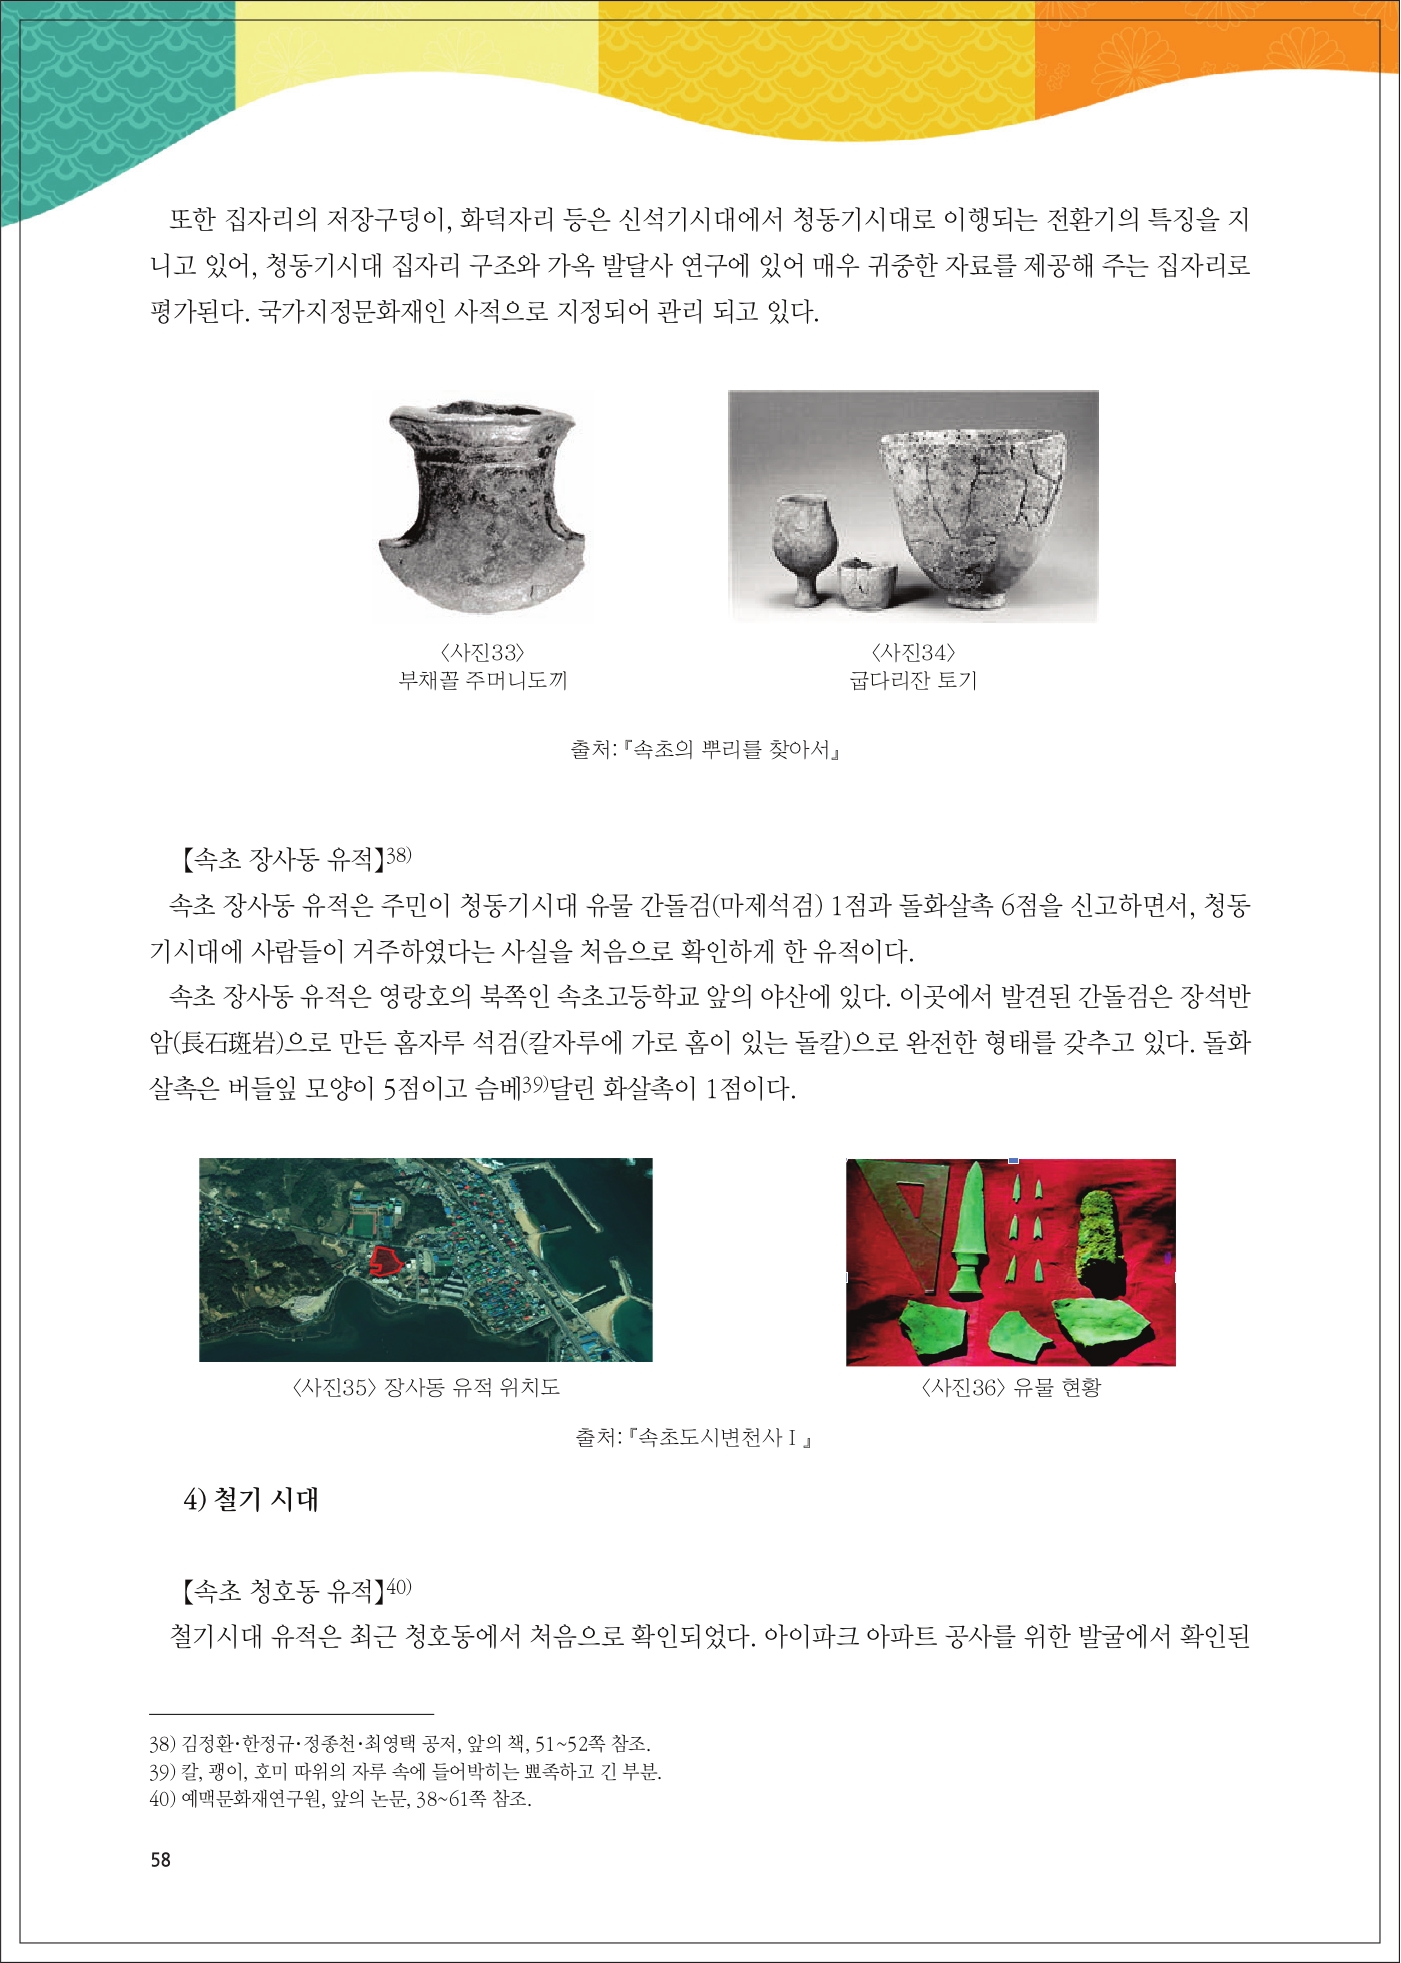 또한 집자리의 저장구덩이, 화덕자리 등은 신석기시대에서 청동기시대로 이행되는 전환기의 특징을 지
니고 있어, 청동기시대 집자리 구조와 가옥 발달사 연구에 있어 매우 귀중한 자료를 제공해 주는 집자리로
평가된다. 국가지정문화재인 사적으로 지정되어 관리 되고 있다.
〈사진33〉
부채꼴 주머니도끼
〈사진34〉
굽다리잔 토기
출처:『속초의 뿌리를 찾아서』
【속초 장사동 유적】38)
속초 장사동 유적은 주민이 청동기시대 유물 간돌검(마제석검) 1점과 돌화살촉 6점을 신고하면서, 청동
기시대에 사람들이 거주하였다는 사실을 처음으로 확인하게 한 유적이다.
속초 장사동 유적은 영랑호의 북쪽인 속초고등학교 앞의 야산에 있다. 이곳에서 발견된 간돌검은 장석반
암(長石斑岩)으로 만든 홈자루 석검(칼자루에 가로 홈이 있는 돌칼)으로 완전한 형태를 갖추고 있다. 돌화
살촉은 버들잎 모양이 5점이고 슴베39)달린 화살촉이 1점이다.
〈사진35〉 장사동 유적 위치도
〈사진36〉 유물 현황
출처:『속초도시변천사Ⅰ』
4) 철기 시대
【속초 청호동 유적】40)
철기시대 유적은 최근 청호동에서 처음으로 확인되었다. 아이파크 아파트 공사를 위한 발굴에서 확인된
38) 김정환·한정규·정종천·최영택 공저, 앞의 책, 51~52쪽 참조.
39) 칼, 괭이, 호미 따위의 자루 속에 들어박히는 뾰족하고 긴 부분.
40) 예맥문화재연구원, 앞의 논문, 38~61쪽 참조.
58